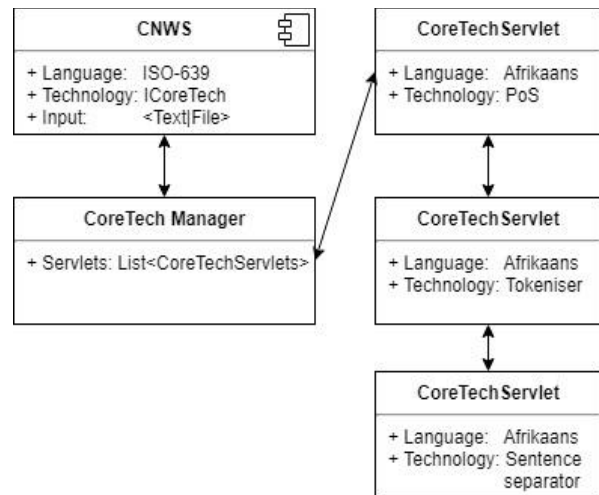 CNWS
+ Language: ISO-639
+ Technology: ICoreTech
+ Input: <Text|File>
CoreTech Manager
+ Servlets: List<CoreTechServlets>
CoreTechServlet
+ Language: Afrikaans
+ Technology: PoS
CoreTechServlet
+ Language: Afrikaans
+ Technology: Tokeniser
CoreTechServlet
+ Language: Afrikaans
+ Technology: Sentence
separator